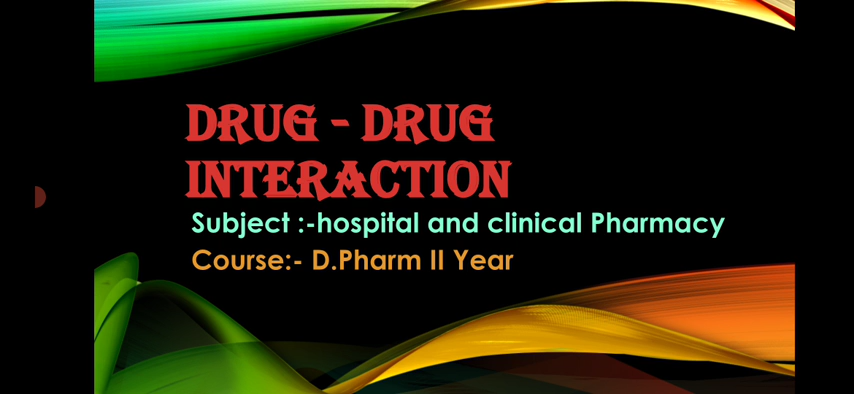 DRUG - DRUG
INTERACTION
Subject :-hospital and clinical Pharmacy
Course:- D.Pharm II Year